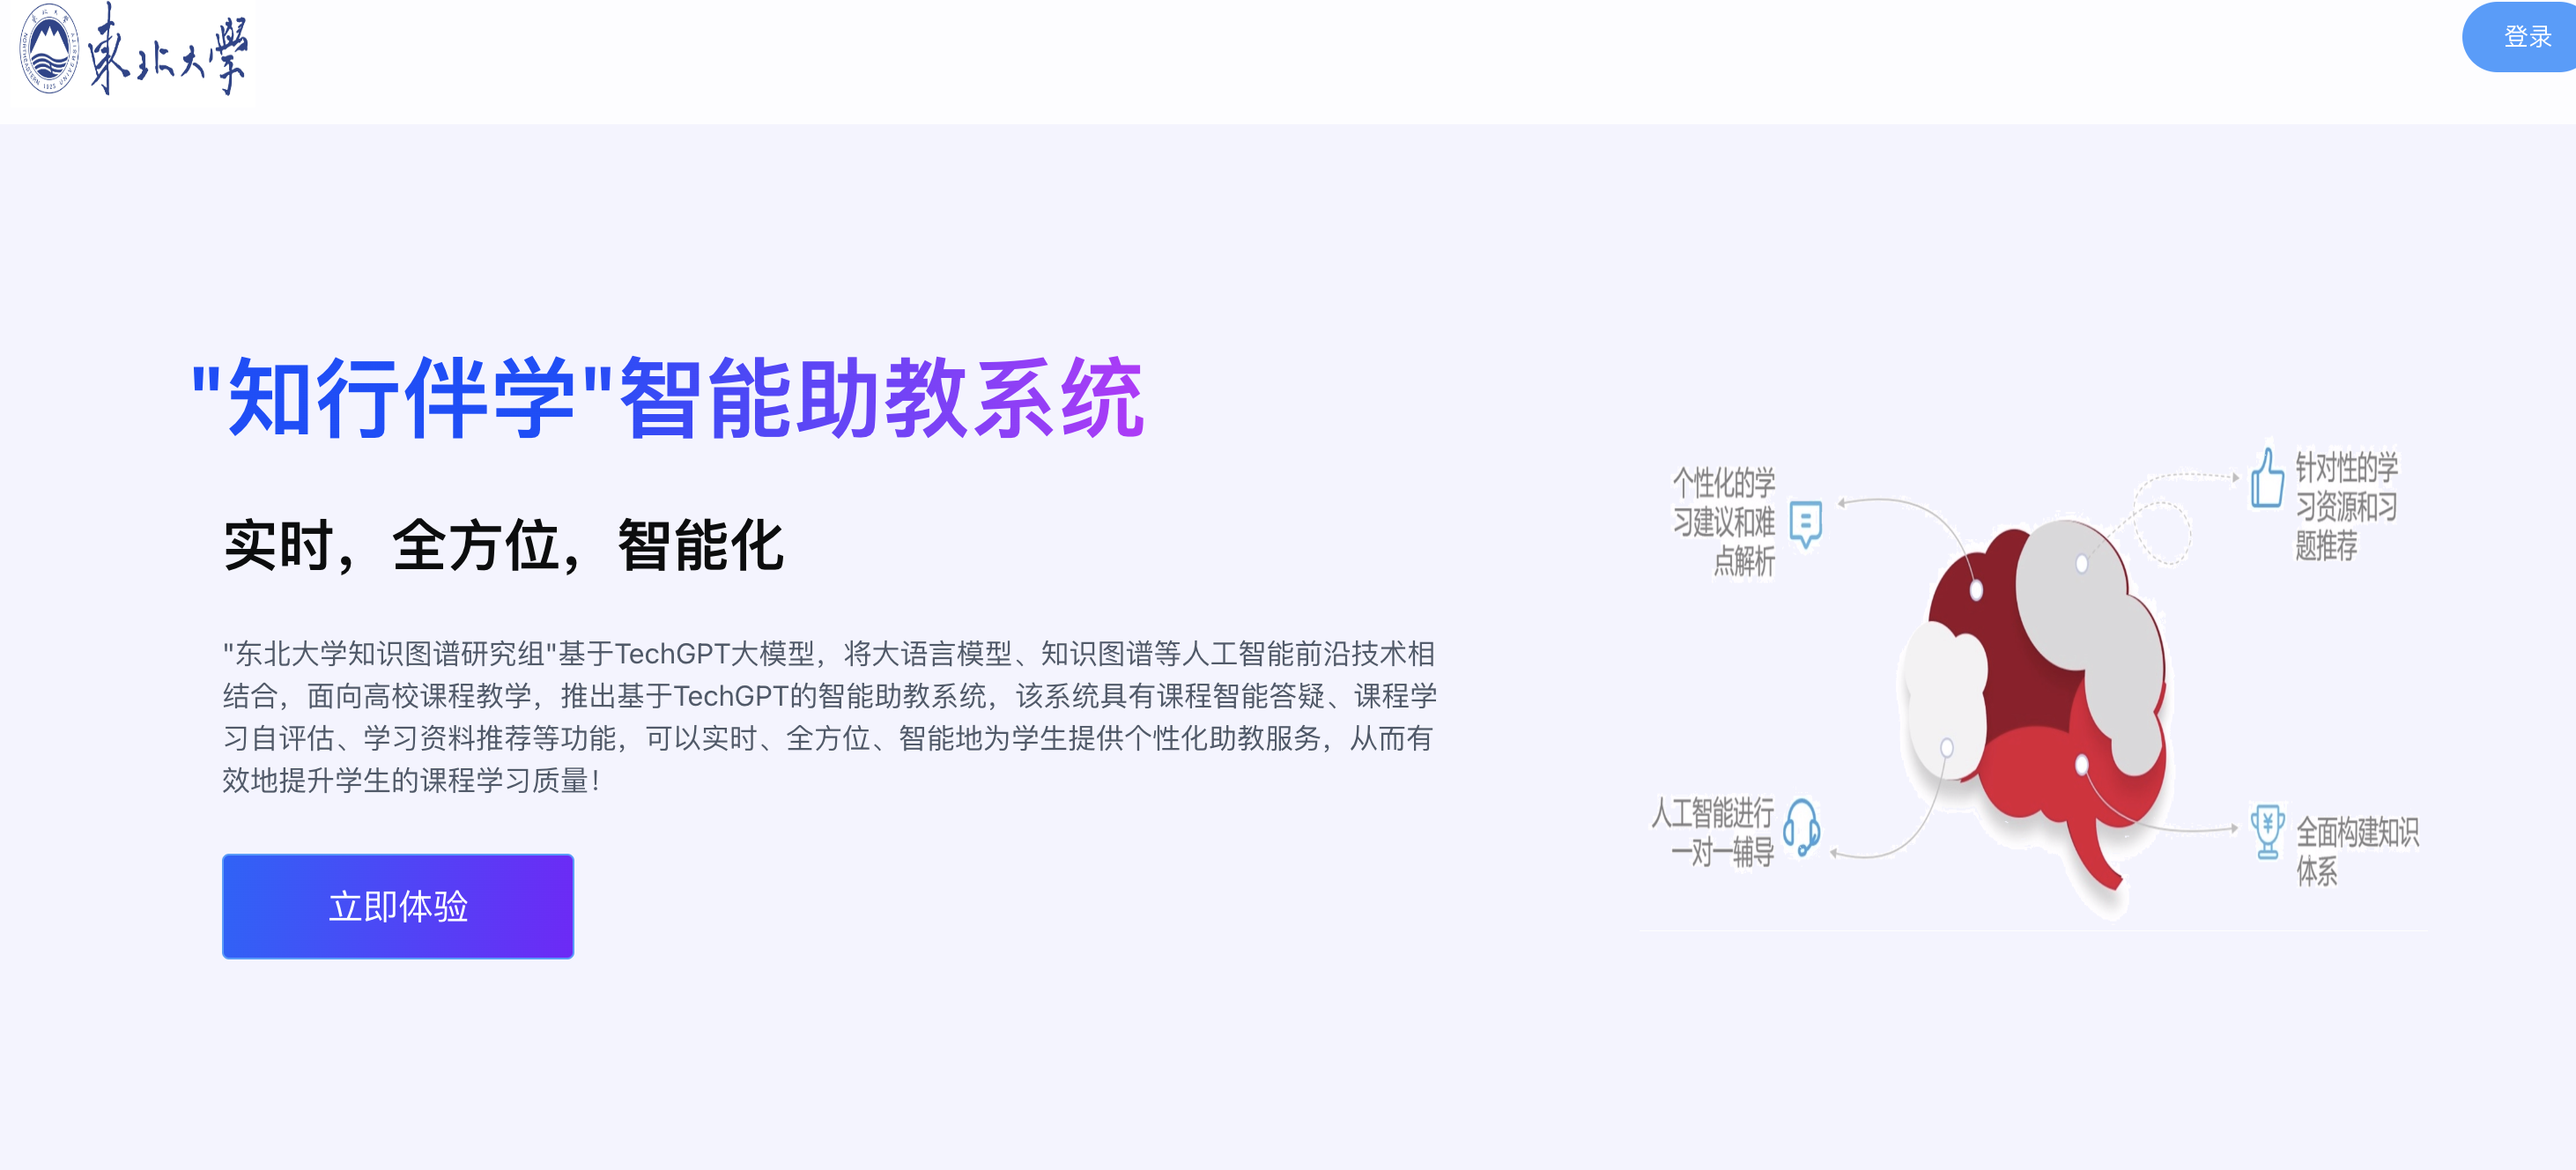 東北大學
登录
"知行伴学"智能助教系统
实时，全方位，智能化
"东北大学知识图谱研究组"基于TechGPT大模型，将大语言模型、知识图谱等人工智能前沿技术相
结合，面向高校课程教学，推出基于TechGPT的智能助教系统，该系统具有课程智能答疑、课程学
习自评估、学习资料推荐等功能，可以实时、全方位、智能地为学生提供个性化助教服务，从而有
效地提升学生的课程学习质量！
立即体验
个性化的学
习建议和难
点解析
针对性的学
习资源和习
题推荐
人工智能进行
一对一辅导
全面构建知识
体系